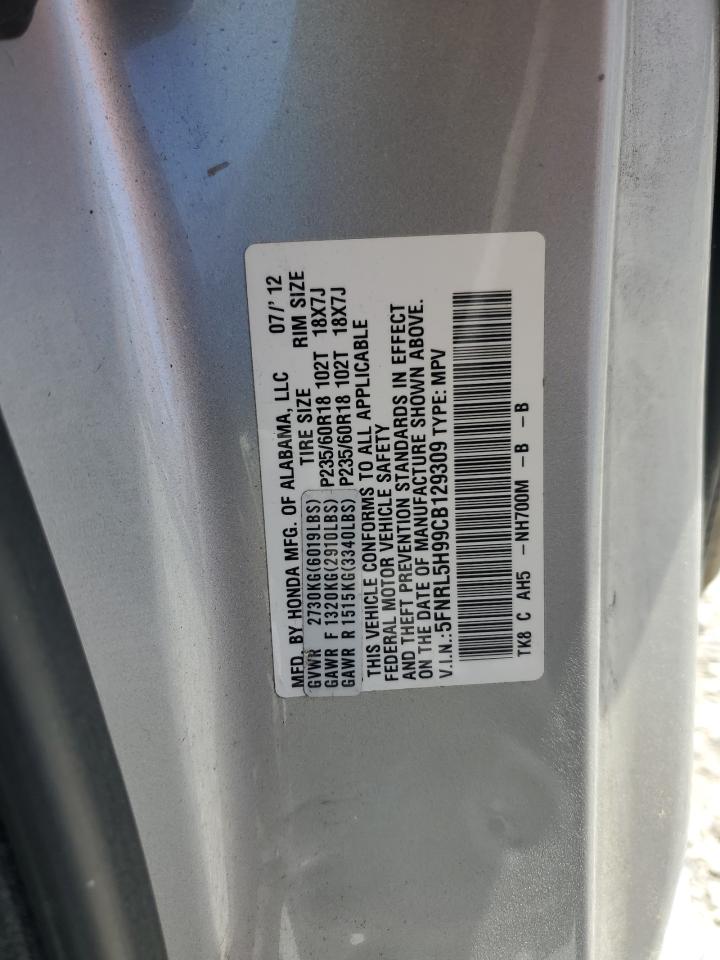 MFD. BY HONDA MFG. OF ALABAMA, LLC 07/' 12
GVWR 2730KG(6019LBS) TIRE SIZE RIM SIZE
GAWR F 1320KG(2910LBS) P235/60R18 102T 18X7J
GAWR R 1515KG(3340LBS) P235/60R18 102T 18X7J
THIS VEHICLE CONFORMS TO ALL APPLICABLE
FEDERAL MOTOR VEHICLE SAFETY
AND THEFT PREVENTION STANDARDS IN EFFECT
ON THE DATE OF MANUFACTURE SHOWN ABOVE.
V.I.N.:5FNRL5H99CB129309 TYPE: MPV
TK8 C AH5 -NH700M -B -B